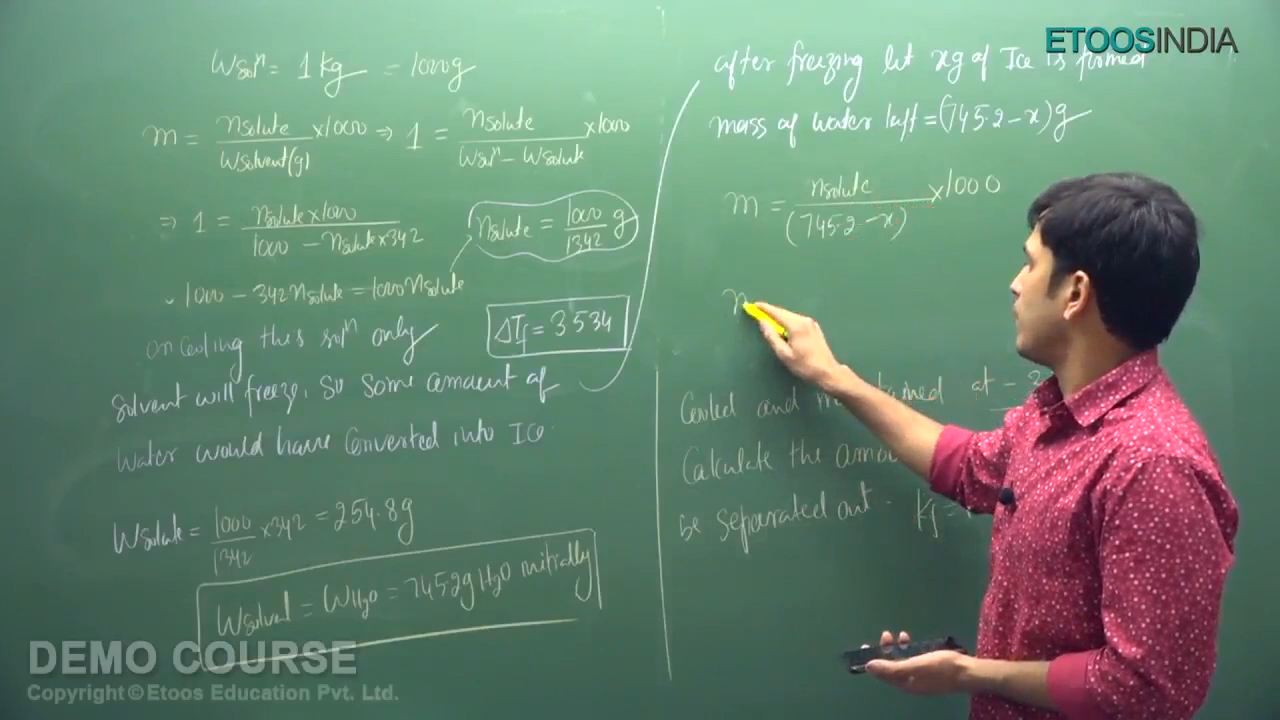 ETOOSINDIA
Wsolⁿ = 1 kg = 1000g
m = nsolute / Wsolvent(g) ×1000 ⇒ 1 = nsolute / Wsolⁿ - Wsolute ×1000
⇒ 1 = nsolute×1000 / 1000 - nsolute×342
nsolute = 1000/1342 g
1000 - 342 nsolute = 1000 nsolute
on cooling this solⁿ only
ΔTf = 3.534
solvent will freeze, so some amount of
water would have converted into Ice.
Wsolute = 1000/1342 ×342 = 254.8g
Wsolvent = WH₂O = 745.2g H₂O initially
after freezing let xg of Ice is formed
mass of water left = (745.2-x)g
m = nsolute / (745.2-x) ×1000
Cooled and maintained at -3
Calculate the
be separated out. kf =
DEMO COURSE
Copyright © Etoos Education Pvt. Ltd.